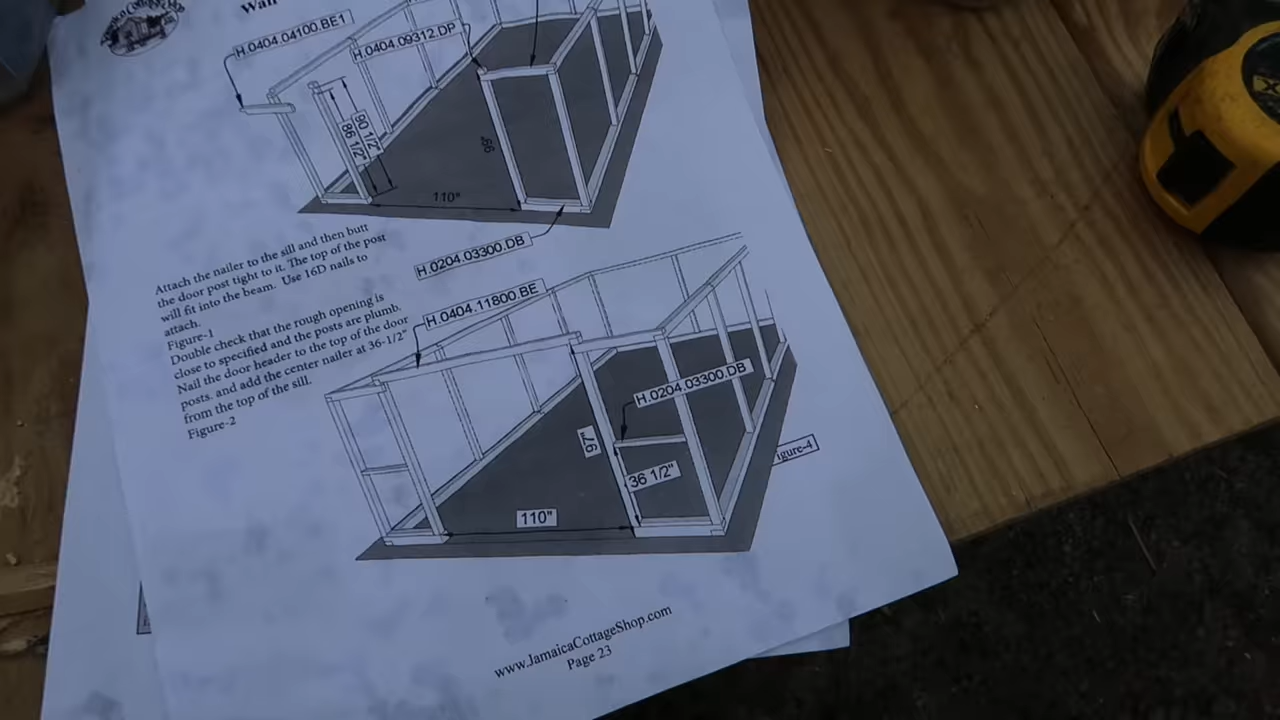 Wall
H.0404.04100.BE1
H.0404.09312.DP
90 1/2"
86 1/2"
110"
H.0204.03300.DB
Attach the nailer to the sill and then butt
the door post tight to it. The top of the post
will fit into the beam. Use 16D nails to
attach.
Figure-1
Double check that the rough opening is
close to specified and the posts are plumb.
Nail the door header to the top of the door
posts. and add the center nailer at 36-1/2"
from the top of the sill.
Figure-2
H.0404.11800.BE
H.0204.03300.DB
97"
36 1/2"
110"
igure-4
www.JamaicaCottageShop.com
Page 23